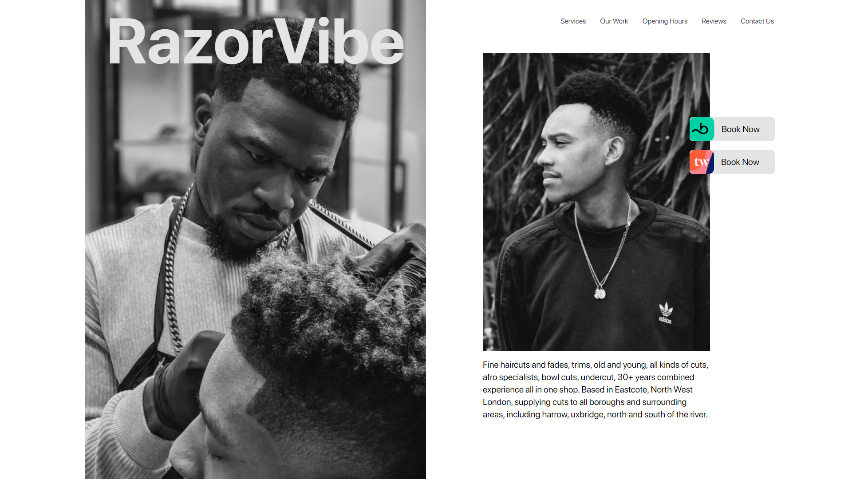 RazorVibe
Services
Our Work
Opening Hours
Reviews
Contact Us
b
Book Now
tw
Book Now
adidas
Fine haircuts and fades, trims, old and young, all kinds of cuts,
afro specialists, bowl cuts, undercut, 30+ years combined
experience all in one shop. Based in Eastcote, North West
London, supplying cuts to all boroughs and surrounding
areas, including harrow, uxbridge, north and south of the river.